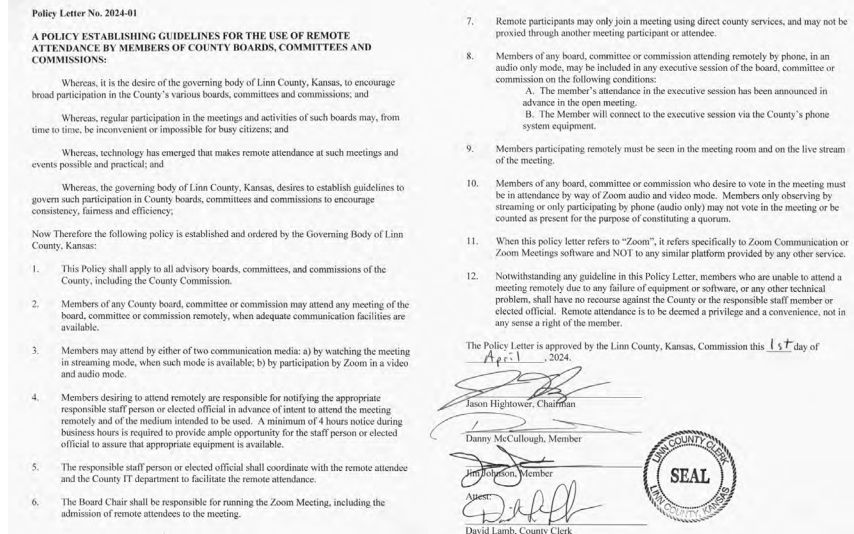 Policy Letter No. 2024-01
A POLICY ESTABLISHING GUIDELINES FOR THE USE OF REMOTE
ATTENDANCE BY MEMBERS OF COUNTY BOARDS, COMMITTEES AND
COMMISSIONS:
Whereas, it is the desire of the governing body of Linn County, Kansas, to encourage
broad participation in the County's various boards, committees and commissions; and
Whereas, regular participation in the meetings and activities of such boards may, from
time to time, be inconvenient or impossible for busy citizens; and
Whereas, technology has emerged that makes remote attendance at such meetings and
events possible and practical; and
Whereas, the governing body of Linn County, Kansas, desires to establish guidelines to
govern such participation in County boards, committees and commissions to encourage
consistency, fairness and efficiency;
Now Therefore the following policy is established and ordered by the Governing Body of Linn
County, Kansas:
1. This Policy shall apply to all advisory boards, committees, and commissions of the
County, including the County Commission.
2. Members of any County board, committee or commission may attend any meeting of the
board, committee or commission remotely, when adequate communication facilities are
available.
3. Members may attend by either of two communication media: a) by watching the meeting
in streaming mode, when such mode is available; b) by participation by Zoom in a video
and audio mode.
4. Members desiring to attend remotely are responsible for notifying the appropriate
responsible staff person or elected official in advance of intent to attend the meeting
remotely and of the medium intended to be used. A minimum of 4 hours notice during
business hours is required to provide ample opportunity for the staff person or elected
official to assure that appropriate equipment is available.
5. The responsible staff person or elected official shall coordinate with the remote attendee
and the County IT department to facilitate the remote attendance.
6. The Board Chair shall be responsible for running the Zoom Meeting, including the
admission of remote attendees to the meeting.
7. Remote participants may only join a meeting using direct county services, and may not be
proxied through another meeting participant or attendee.
8. Members of any board, committee or commission attending remotely by phone, in an
audio only mode, may be included in any executive session of the board, committee or
commission on the following conditions:
A. The member's attendance in the executive session has been announced in
advance in the open meeting.
B. The Member will connect to the executive session via the County's phone
system equipment.
9. Members participating remotely must be seen in the meeting room and on the live stream
of the meeting.
10. Members of any board, committee or commission who desire to vote in the meeting must
be in attendance by way of Zoom audio and video mode. Members only observing by
streaming or only participating by phone (audio only) may not vote in the meeting or be
counted as present for the purpose of constituting a quorum.
11. When this policy letter refers to "Zoom", it refers specifically to Zoom Communication or
Zoom Meetings software and NOT to any similar platform provided by any other service.
12. Notwithstanding any guideline in this Policy Letter, members who are unable to attend a
meeting remotely due to any failure of equipment or software, or any other technical
problem, shall have no recourse against the County or the responsible staff member or
elected official. Remote attendance is to be deemed a privilege and a convenience, not in
any sense a right of the member.
The Policy Letter is approved by the Linn County, Kansas, Commission this 1st day of
April, 2024.
Jason Hightower, Chairman
Danny McCullough, Member
Jim Johnson, Member
Attest:
David Lamb, County Clerk
LINN COUNTY CLERK
SEAL
LINN COUNTY, KANSAS